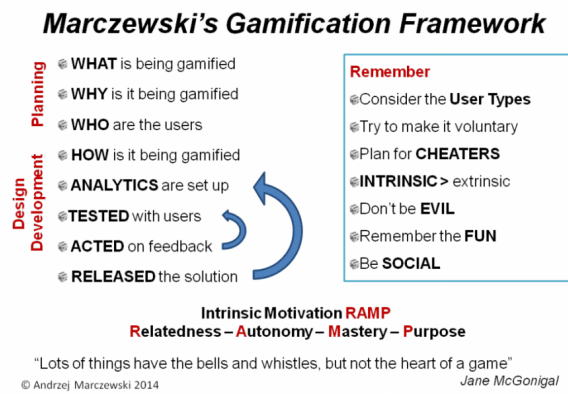 Marczewski's Gamification Framework
Planning
WHAT is being gamified
WHY is it being gamified
WHO are the users
Design
Development
HOW is it being gamified
ANALYTICS are set up
TESTED with users
ACTED on feedback
RELEASED the solution
Remember
Consider the User Types
Try to make it voluntary
Plan for CHEATERS
INTRINSIC > extrinsic
Don't be EVIL
Remember the FUN
Be SOCIAL
Intrinsic Motivation RAMP
Relatedness – Autonomy – Mastery – Purpose
“Lots of things have the bells and whistles, but not the heart of a game”
Jane McGonigal
© Andrzej Marczewski 2014